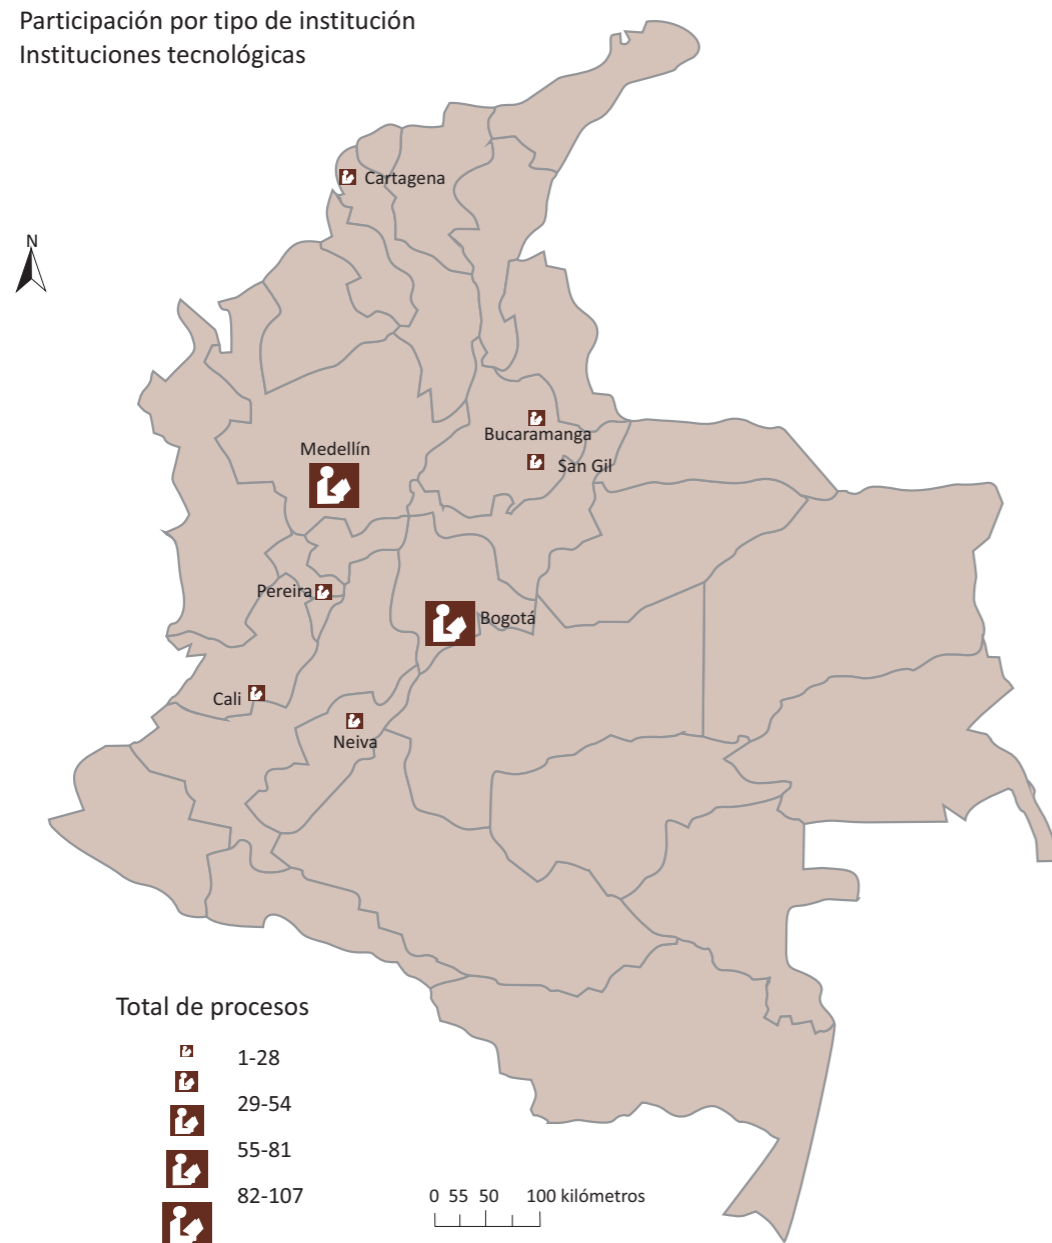 Participación por tipo de institución
Instituciones tecnológicas
Cartagena
N
Bucaramanga
Medellín
San Gil
Pereira
Bogotá
Cali
Neiva
Total de procesos
1-28
29-54
55-81
82-107
0 55 50 100 kilómetros